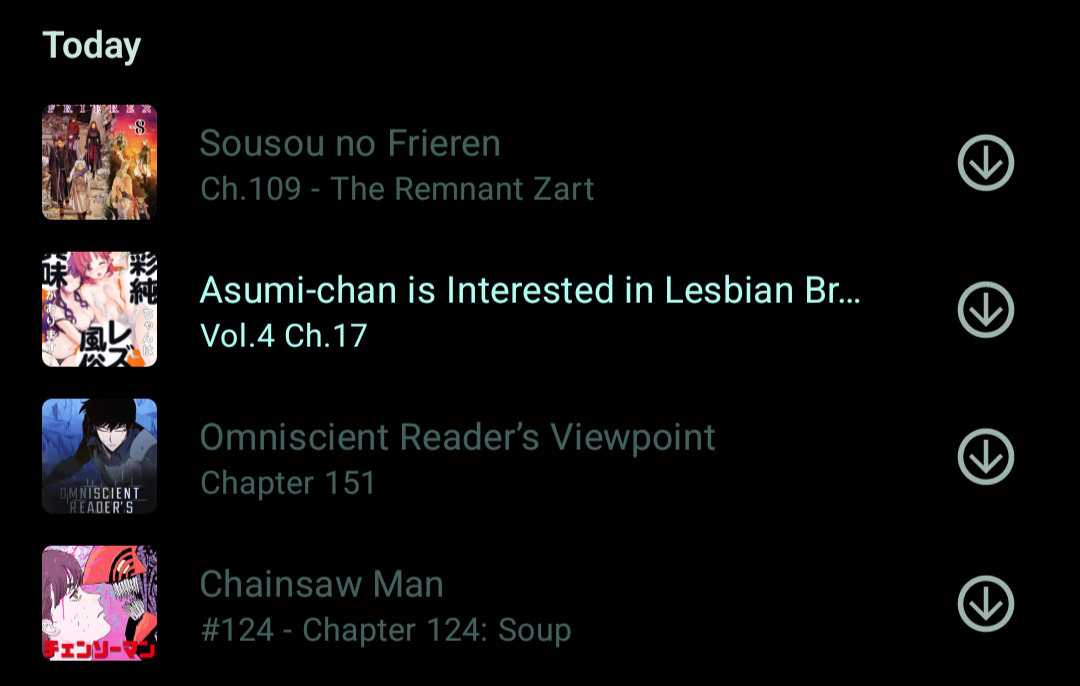 Today
FRIEREN
8
Sousou no Frieren
Ch.109 - The Remnant Zart
彩純
ちゃんは
レズ
風俗
味
があります
Asumi-chan is Interested in Lesbian Br...
Vol.4 Ch.17
OMNISCIENT
READER'S
Omniscient Reader’s Viewpoint
Chapter 151
チェンソーマン
Chainsaw Man
#124 - Chapter 124: Soup